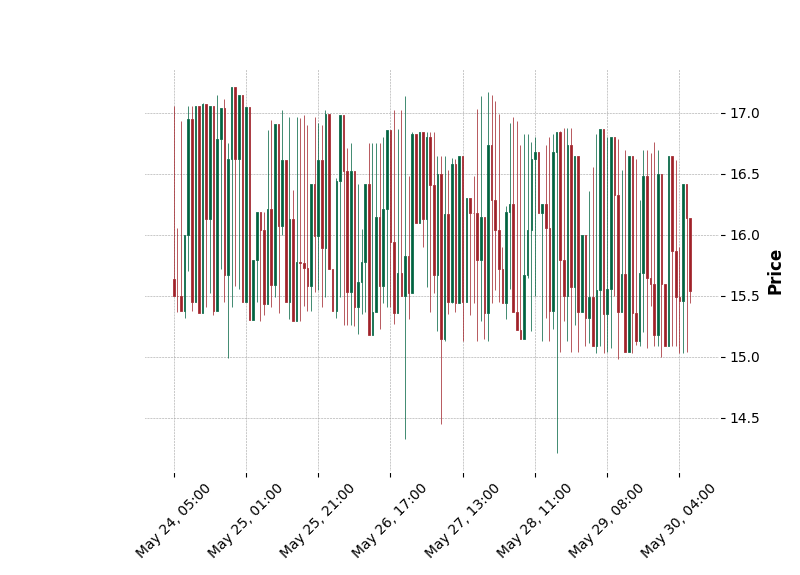 17.0
16.5
16.0
15.5
15.0
14.5
Price
May 24, 05:00
May 25, 01:00
May 25, 21:00
May 26, 17:00
May 27, 13:00
May 28, 11:00
May 29, 08:00
May 30, 04:00